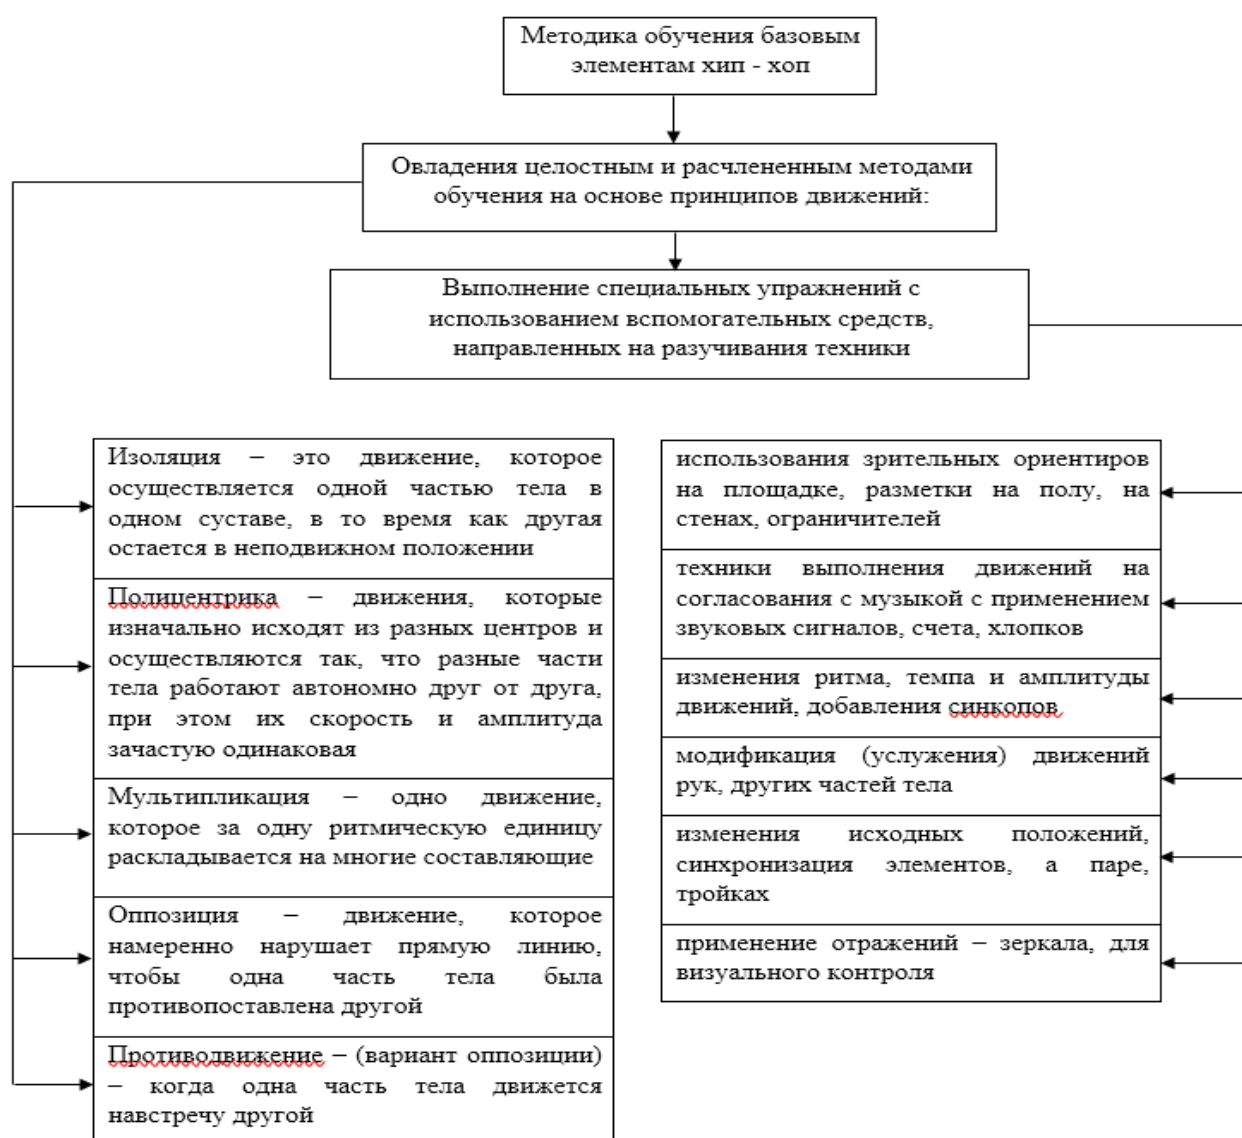 Методика обучения базовым
элементам хип - хоп
Овладения целостным и расчлененным методами
обучения на основе принципов движений:
Выполнение специальных упражнений с
использованием вспомогательных средств,
направленных на разучивания техники
Изоляция – это движение, которое
осуществляется одной частью тела в
одном суставе, в то время как другая
остается в неподвижном положении
Полицентрика – движения, которые
изначально исходят из разных центров и
осуществляются так, что разные части
тела работают автономно друг от друга,
при этом их скорость и амплитуда
зачастую одинаковая
Мультипликация – одно движение,
которое за одну ритмическую единицу
раскладывается на многие составляющие
Оппозиция – движение, которое
намеренно нарушает прямую линию,
чтобы одна часть тела была
противопоставлена другой
Противодвижение – (вариант оппозиции)
– когда одна часть тела движется
навстречу другой
использования зрительных ориентиров
на площадке, разметки на полу, на
стенах, ограничителей
техники выполнения движений на
согласования с музыкой с применением
звуковых сигналов, счета, хлопков
изменения ритма, темпа и амплитуды
движений, добавления синкопов
модификация (услужения) движений
рук, других частей тела
изменения исходных положений,
синхронизация элементов, а паре,
тройках
применение отражений – зеркала, для
визуального контроля